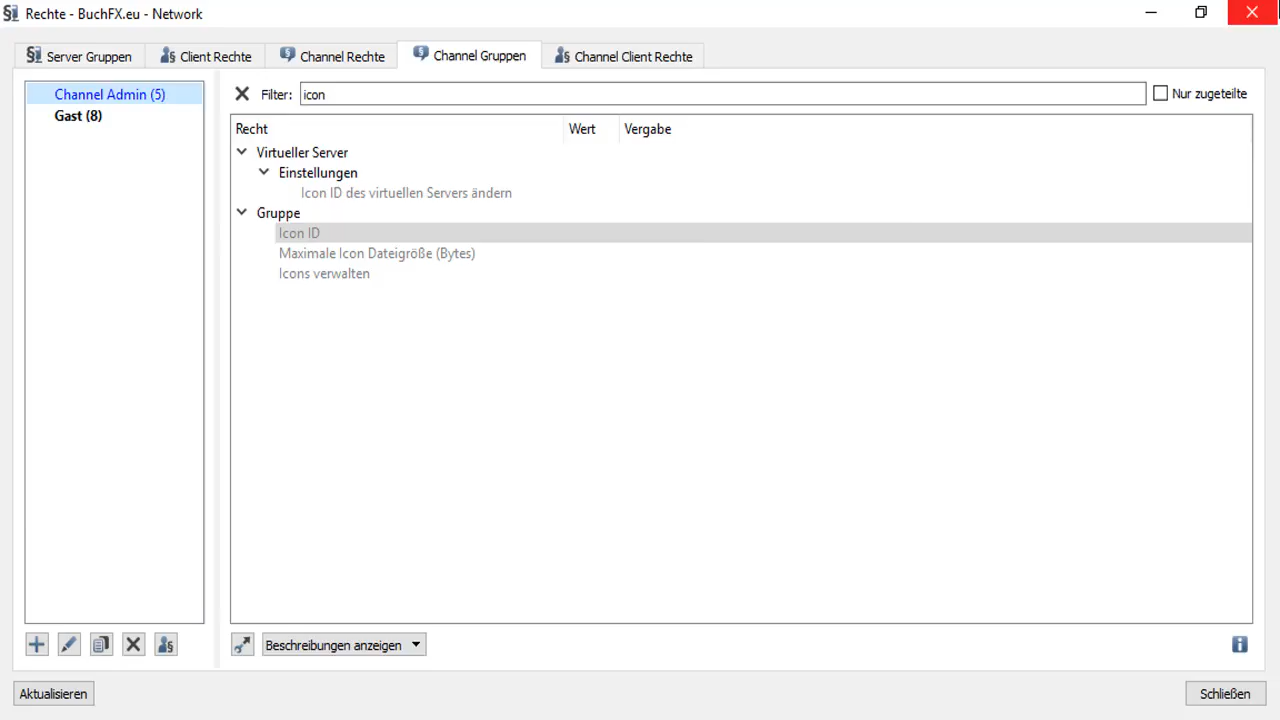 Rechte - BuchFX.eu - Network
Server Gruppen
Client Rechte
Channel Rechte
Channel Gruppen
Channel Client Rechte
Channel Admin (5)
Gast (8)
Filter: icon
Nur zugeteilte
Recht Wert Vergabe
Virtueller Server
Einstellungen
Icon ID des virtuellen Servers ändern
Gruppe
Icon ID
Maximale Icon Dateigröße (Bytes)
Icons verwalten
Beschreibungen anzeigen
Aktualisieren
Schließen